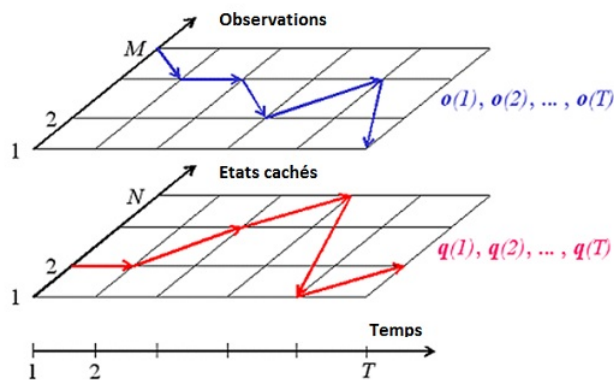 Observations
M
2
1
o(1), o(2), ... , o(T)
Etats cachés
N
2
1
q(1), q(2), ... , q(T)
Temps
1 2 T